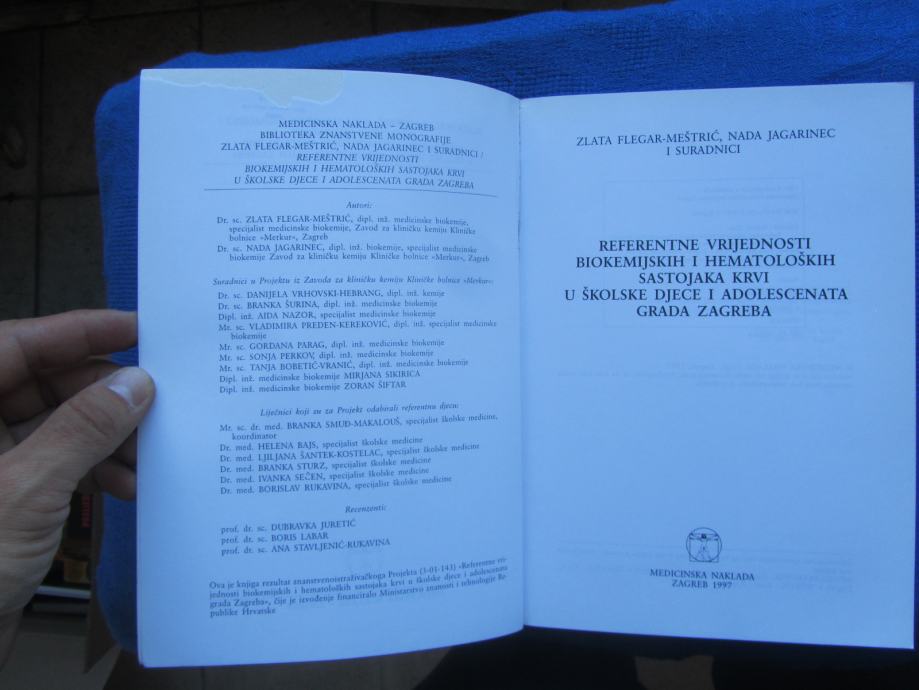 MEDICINSKA NAKLADA – ZAGREB
BIBLIOTEKA ZNANSTVENE MONOGRAFIJE
ZLATA FLEGAR-MEŠTRIĆ, NADA JAGARINEC I SURADNICI /
REFERENTNE VRIJEDNOSTI
BIOKEMIJSKIH I HEMATOLOŠKIH SASTOJAKA KRVI
U ŠKOLSKE DJECE I ADOLESCENATA GRADA ZAGREBA
Autori:
Dr. sc. ZLATA FLEGAR-MEŠTRIĆ, dipl. inž. medicinske biokemije,
specijalist medicinske biokemije, Zavod za kliničku kemiju Kliničke
bolnice »Merkur«, Zagreb
Dr. sc. NADA JAGARINEC, dipl. inž. biokemije, specijalist medicinske
biokemije Zavod za kliničku kemiju Kliničke bolnice »Merkur«, Zagreb
Suradnici u Projektu iz Zavoda za kliničku kemiju Kliničke bolnice »Merkur«:
Dr. sc. DANIJELA VRHOVSKI-HEBRANG, dipl. inž. kemije
Dr. sc. BRANKA ŠURINA, dipl. inž. medicinske biokemije
Dipl. inž. AIDA NAZOR, dipl. inž. medicinske biokemije
Mr. sc. VLADIMIRA PREDEN-KEREKOVIĆ, dipl. inž. specijalist medicinske
biokemije
Mr. sc. GORDANA PARAG, dipl. inž. medicinske biokemije
Mr. sc. SONJA PERKOV, dipl. inž. medicinske biokemije
Mr. sc. TANJA BOBETIĆ-VRANIĆ, dipl. inž. medicinske biokemije
Dipl. inž. medicinske biokemije MIRJANA SIKIRICA
Dipl. inž. medicinske biokemije ZORAN ŠIFTAR
Liječnici koji su za Projekt odabirali referentnu djecu:
Mr. sc. dr. med. BRANKA SMUĐ-MAKALOUŠ, specijalist školske medicine,
koordinator
Dr. med. HELENA BAJS, specijalist školske medicine
Dr. med. LJILJANA ŠANTEK-KOSTELAC, specijalist školske medicine
Dr. med. BRANKA STURZ, specijalist školske medicine
Dr. med. IVANKA SEČEN, specijalist školske medicine
Dr. med. BORISLAV RUKAVINA, specijalist školske medicine
Recenzenti:
prof. dr. sc. DUBRAVKA JURETIĆ
prof. dr. sc. BORIS LABAR
prof. dr. sc. ANA STAVLJENIĆ-RUKAVINA
Ova je knjiga rezultat znanstvenoistraživačkoga Projekta (3-01-143) »Referentne vri-
jednosti biokemijskih i hematoloških sastojaka krvi u školske djece i adolescenata
grada Zagreba«, čije je izvođenje financiralo Ministarstvo znanosti i tehnologije Re-
publike Hrvatske
ZLATA FLEGAR-MEŠTRIĆ, NADA JAGARINEC
I SURADNICI
REFERENTNE VRIJEDNOSTI
BIOKEMIJSKIH I HEMATOLOŠKIH
SASTOJAKA KRVI
U ŠKOLSKE DJECE I ADOLESCENATA
GRADA ZAGREBA
MEDICINSKA NAKLADA
ZAGREB 1997